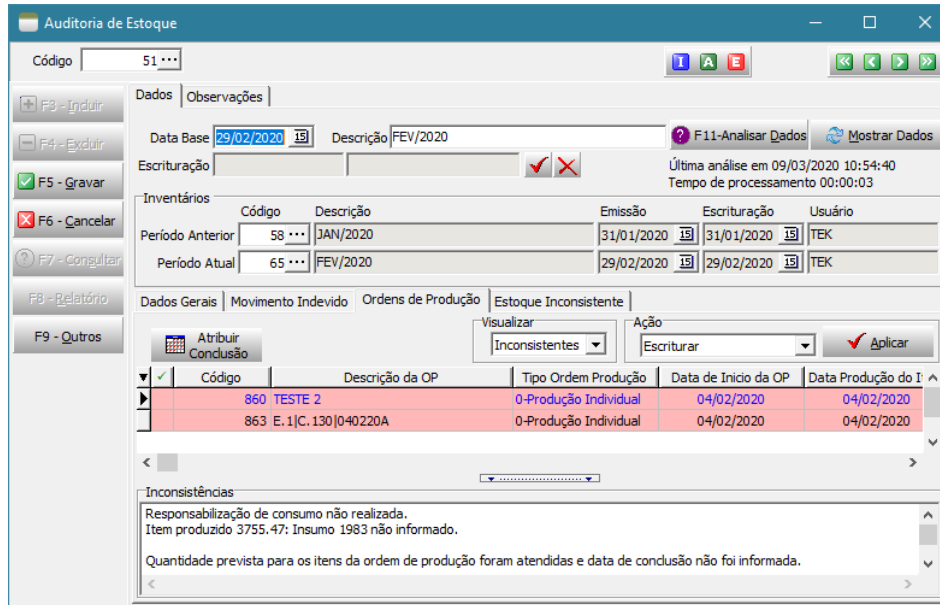 Auditoria de Estoque
Código 51 ... I A E
F3 - Incluir
F4 - Excluir
F5 - Gravar
F6 - Cancelar
F7 - Consultar
F8 - Relatório
F9 - Outros
Dados Observações
Data Base 29/02/2020 15 Descrição FEV/2020 F11-Analisar Dados Mostrar Dados
Escrituração Última análise em 09/03/2020 10:54:40
Tempo de processamento 00:00:03
Inventários
Código Descrição Emissão Escrituração Usuário
Período Anterior 58 ... JAN/2020 31/01/2020 15 31/01/2020 15 TEK
Período Atual 65 ... FEV/2020 29/02/2020 15 29/02/2020 15 TEK
Dados Gerais Movimento Indevido Ordens de Produção Estoque Inconsistente
Atribuir Conclusão Visualizar Inconsistentes Ação Escriturar Aplicar
Código Descrição da OP Tipo Ordem Produção Data de Inicio da OP Data Produção do I
860 TESTE 2 0-Produção Individual 04/02/2020 04/02/2020
863 E.1|C.130|040220A 0-Produção Individual 04/02/2020 04/02/2020
Inconsistências
Responsabilização de consumo não realizada.
Item produzido 3755.47: Insumo 1983 não informado.
Quantidade prevista para os itens da ordem de produção foram atendidas e data de conclusão não foi informada.